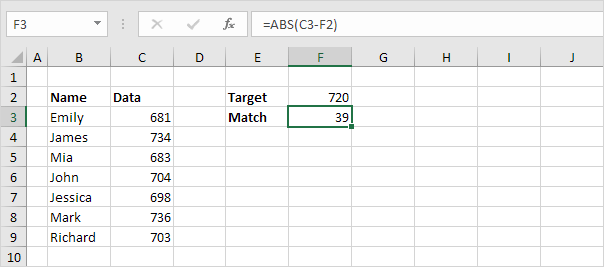 F3 fx =ABS(C3-F2)
A B C D E F G H I J
1
2 Name Data Target 720
3 Emily 681 Match 39
4 James 734
5 Mia 683
6 John 704
7 Jessica 698
8 Mark 736
9 Richard 703
10